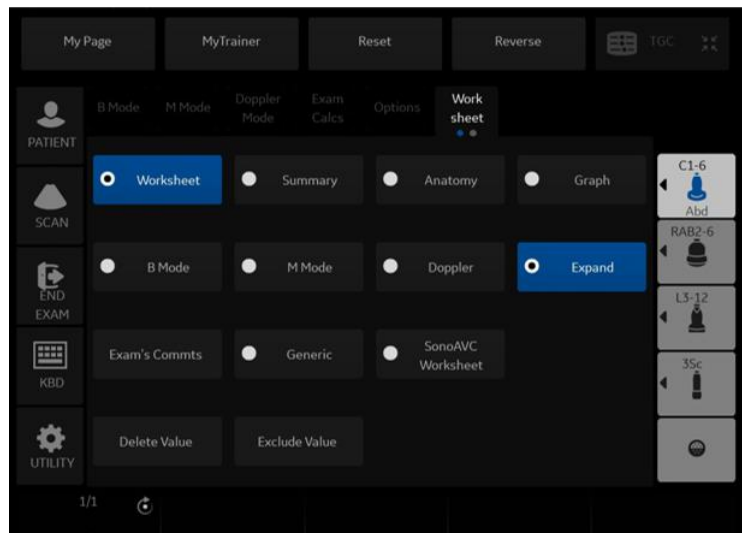 My Page
MyTrainer
Reset
Reverse
TGC
PATIENT
SCAN
END
EXAM
KBD
UTILITY
B Mode
M Mode
Doppler
Mode
Exam
Calcs
Options
Work
sheet
Worksheet
Summary
Anatomy
Graph
B Mode
M Mode
Doppler
Expand
Exam's Commts
Generic
SonoAVC
Worksheet
Delete Value
Exclude Value
C1-6
Abd
RAB2-6
L3-12
3Sc
1/1